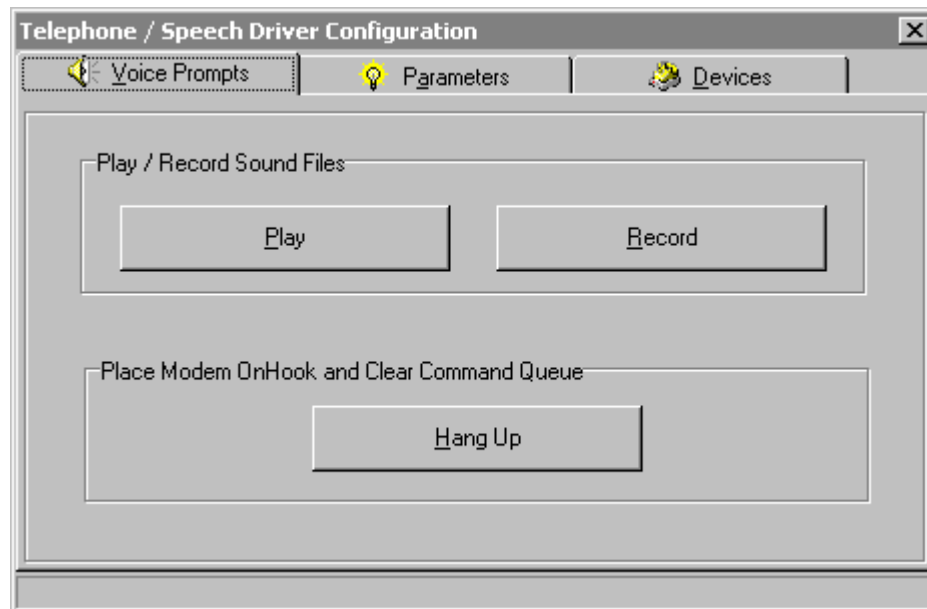 Telephone / Speech Driver Configuration
Voice Prompts Parameters Devices
Play / Record Sound Files
Play Record
Place Modem OnHook and Clear Command Queue
Hang Up